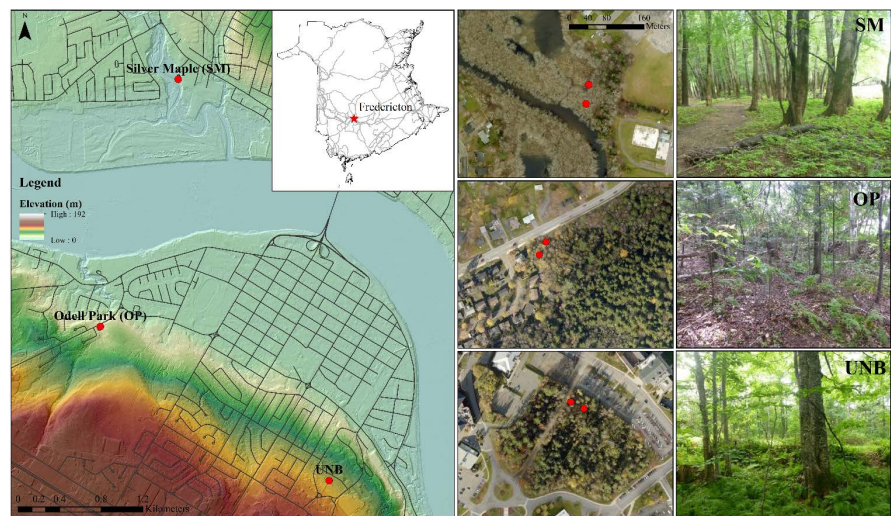 Silver Maple (SM)
Fredericton
Legend
Elevation (m)
High : 192
Low : 0
Odell Park (OP)
UNB
0 0.2 0.4 0.8 1.2
Kilometers
0 40 80 160
Meters
SM
OP
UNB